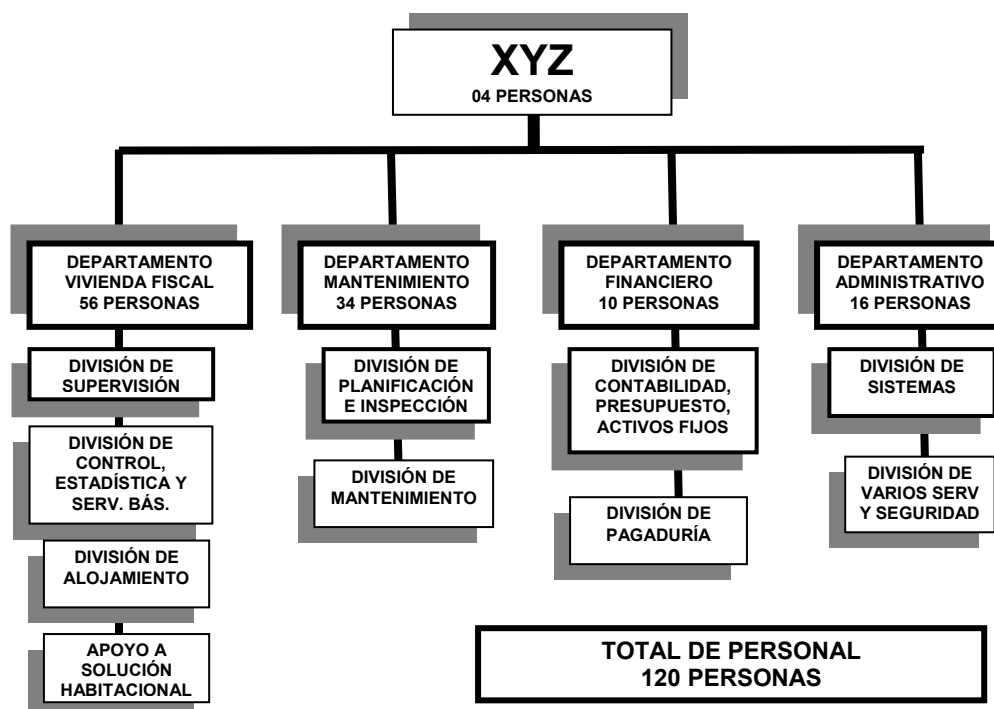 XYZ
04 PERSONAS
DEPARTAMENTO
VIVIENDA FISCAL
56 PERSONAS
DIVISIÓN DE
SUPERVISIÓN
DIVISIÓN DE
CONTROL,
ESTADÍSTICA Y
SERV. BÁS.
DIVISIÓN DE
ALOJAMIENTO
APOYO A
SOLUCIÓN
HABITACIONAL
DEPARTAMENTO
MANTENIMIENTO
34 PERSONAS
DIVISIÓN DE
PLANIFICACIÓN
E INSPECCIÓN
DIVISIÓN DE
MANTENIMIENTO
DEPARTAMENTO
FINANCIERO
10 PERSONAS
DIVISIÓN DE
CONTABILIDAD,
PRESUPUESTO,
ACTIVOS FIJOS
DIVISIÓN DE
PAGADURÍA
DEPARTAMENTO
ADMINISTRATIVO
16 PERSONAS
DIVISIÓN DE
SISTEMAS
DIVISIÓN DE
VARIOS SERV
Y SEGURIDAD
TOTAL DE PERSONAL
120 PERSONAS